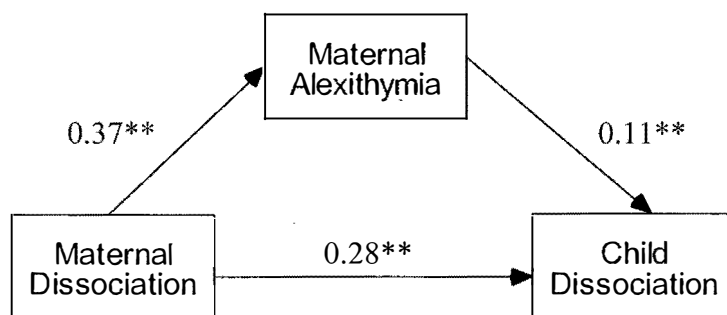 Maternal
Alexithymia
0.37**
0.11**
Maternal
Dissociation
0.28**
Child
Dissociation